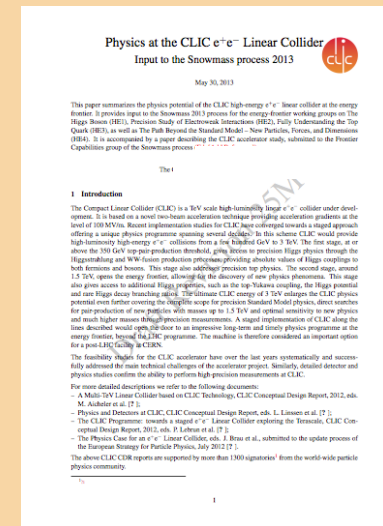 Physics at the CLIC e+e− Linear Collider
Input to the Snowmass process 2013
clc
May 30, 2013
This paper summarizes the physics potential of the CLIC high-energy e+e− linear collider at the energy
frontier. It provides input to the Snowmass 2013 process for the energy-frontier working groups on The
Higgs Boson (HE1), Precision Study of Electroweak Interactions (HE2), Fully Understanding the Top
Quark (HE3), as well as The Path Beyond the Standard Model – New Particles, Forces, and Dimensions
(HE4). It is accompanied by a paper describing the CLIC accelerator study, submitted to the Frontier
Capabilities group of the Snowmass process
The
1 Introduction
The Compact Linear Collider (CLIC) is a TeV scale high-luminosity linear e+e− collider under devel-
opment. It is based on a novel two-beam acceleration technique providing acceleration gradients at the
level of 100 MV/m. Recent implementation studies for CLIC have converged towards a staged approach
offering a unique physics programme spanning several decades. In this scheme CLIC would provide
high-luminosity high-energy e+e− collisions from a few hundred GeV to 3 TeV. The first stage, at or
above the 350 GeV top-pair-production threshold, gives access to precision Higgs physics through the
Higgsstrahlung and WW-fusion production processes, providing absolute values of Higgs couplings to
both fermions and bosons. This stage also addresses precision top physics. The second stage, around
1.5 TeV, opens the energy frontier, allowing for the discovery of new physics phenomena. This stage
also gives access to additional Higgs properties, such as the top-Yukawa coupling, the Higgs potential
and rare Higgs decay branching ratios. The ultimate CLIC energy of 3 TeV enlarges the CLIC physics
potential even further covering the complete scope for precision Standard Model physics, direct searches
for pair-production of new particles with masses up to 1.5 TeV and optimal sensitivity to new physics
and much higher masses through precision measurements. A staged implementation of CLIC along the
lines described would open the door to an impressive long-term and timely physics programme at the
energy frontier, beyond the LHC programme. The machine is therefore considered as an important option
for a post-LHC facility at CERN.
The feasibility studies for the CLIC accelerator have over the last years systematically and success-
fully addressed the main technical challenges of the accelerator project. Similarly, detailed detector and
physics studies confirm the ability to perform high-precision measurements at CLIC.
For more detailed descriptions we refer to the following documents:
– A Multi-TeV Linear Collider based on CLIC Technology, CLIC Conceptual Design Report, 2012, eds.
M. Aicheler et al. [? ];
– Physics and Detectors at CLIC, CLIC Conceptual Design Report, eds. L. Linssen et al. [? ];
– The CLIC Programme: towards a staged e+e− Linear Collider exploring the Terascale, CLIC Con-
ceptual Design Report, 2012, eds. P. Lebrun et al. [? ];
– The Physics Case for an e+e− Linear Collider, eds. J. Brau et al., submitted to the update process of
the European Strategy for Particle Physics, July 2012 [? ].
The above CLIC CDR reports are supported by more than 1300 signatories1 from the world-wide particle
physics community.
1